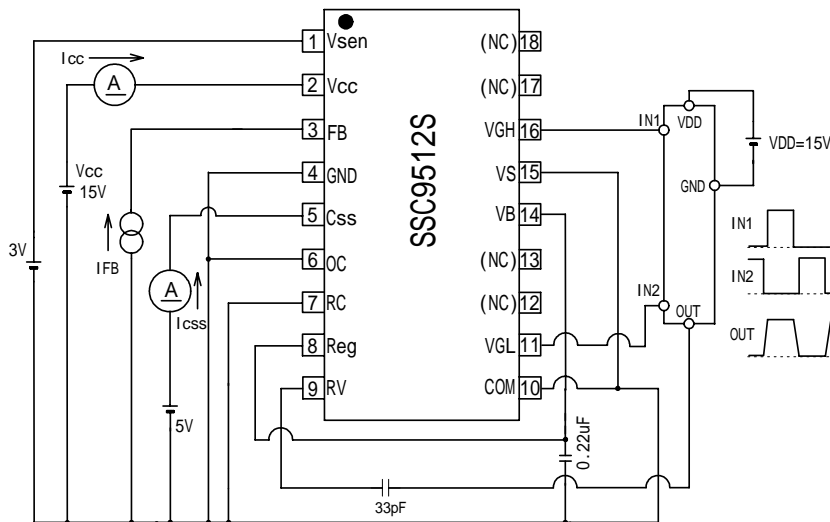 Icc
A
1 Vsen
(NC) 18
2 Vcc
(NC) 17
3 FB
VGH 16
4 GND
VS 15
5 Css
VB 14
6 OC
(NC) 13
7 RC
(NC) 12
8 Reg
VGL 11
9 RV
COM 10
SSC9512S
Vcc
15V
3V
IFB
A
Icss
5V
33pF
0.22uF
IN1
VDD
VDD=15V
GND
IN2
OUT
IN1
IN2
OUT